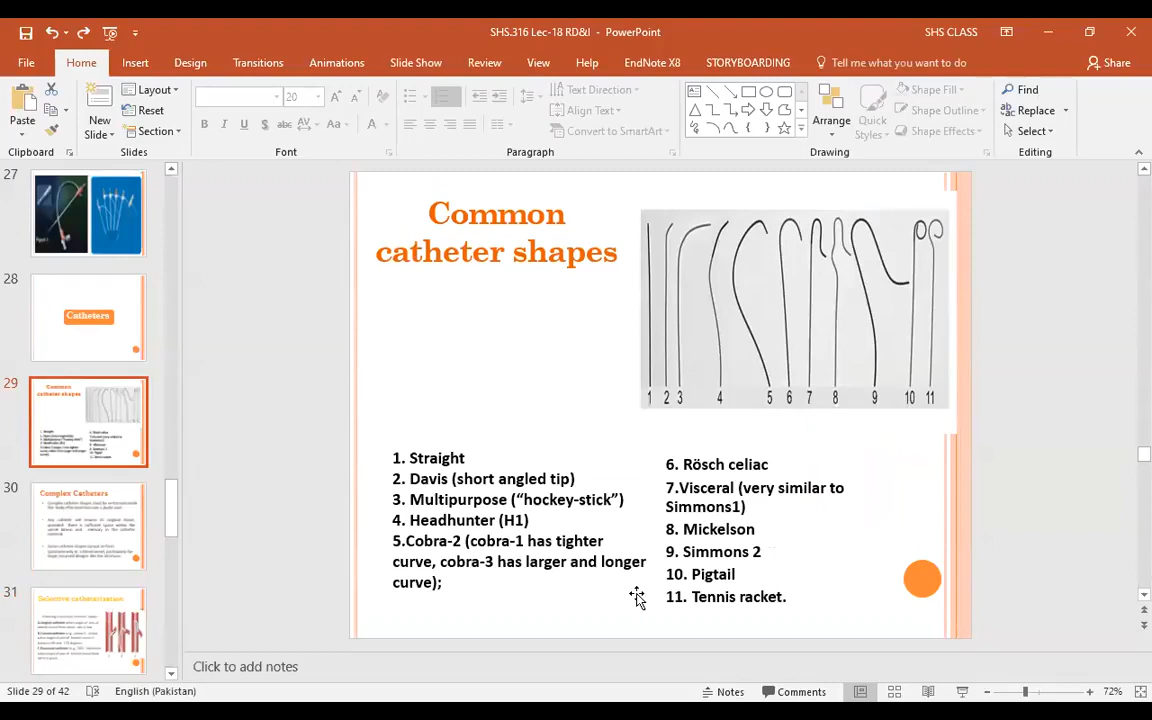 SHS.316 Lec-18 RD&I - PowerPoint
SHS CLASS
File Home Insert Design Transitions Animations Slide Show Review View Help EndNote X8 STORYBOARDING Tell me what you want to do Share
Paste
New Slide
Layout
Reset
Section
20
B I U S abc AV Aa A
Text Direction
Align Text
Convert to SmartArt
Arrange
Quick Styles
Shape Fill
Shape Outline
Shape Effects
Find
Replace
Select
Clipboard Slides Font Paragraph Drawing Editing
27
28
Catheters
29
Common
catheter shapes
30
Complex Catheters
31
Selective catheterization
Common
catheter shapes
1 2 3 4 5 6 7 8 9 10 11
1. Straight
2. Davis (short angled tip)
3. Multipurpose (“hockey-stick”)
4. Headhunter (H1)
5.Cobra-2 (cobra-1 has tighter
curve, cobra-3 has larger and longer
curve);
6. Rösch celiac
7.Visceral (very similar to
Simmons1)
8. Mickelson
9. Simmons 2
10. Pigtail
11. Tennis racket.
Click to add notes
Slide 29 of 42 English (Pakistan) Notes Comments 72%